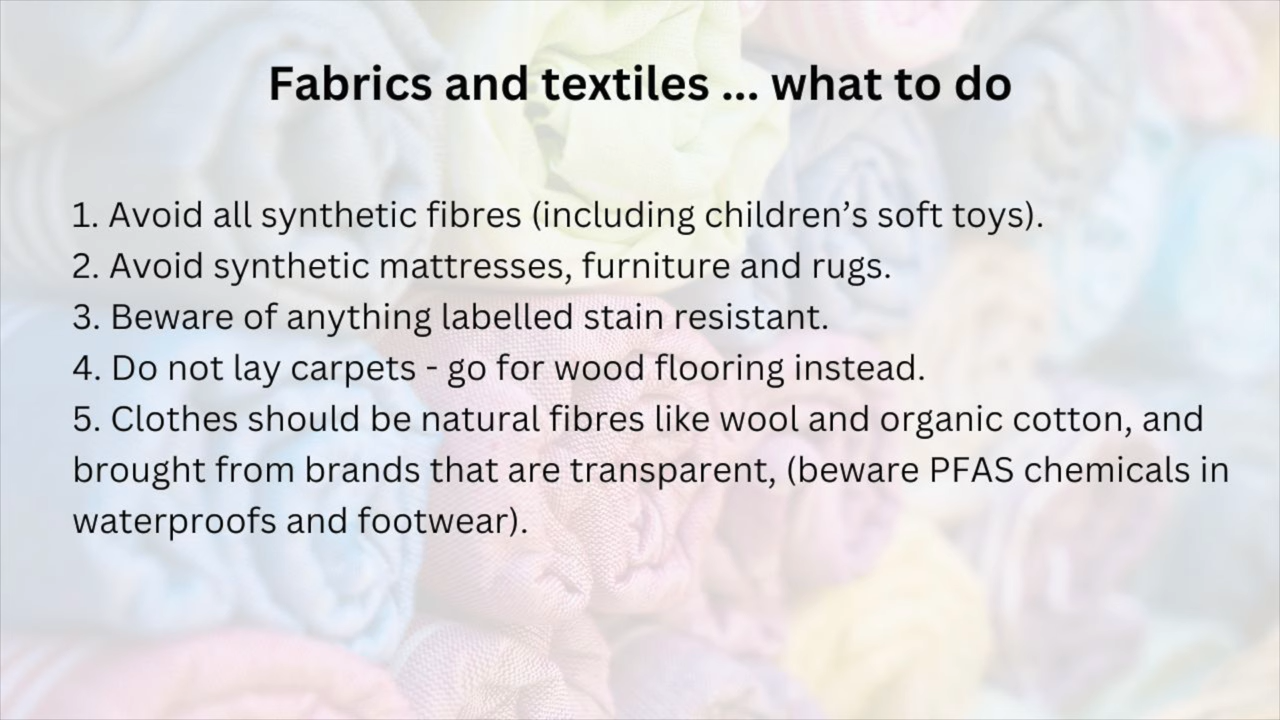 Fabrics and textiles ... what to do
1. Avoid all synthetic fibres (including children’s soft toys).
2. Avoid synthetic mattresses, furniture and rugs.
3. Beware of anything labelled stain resistant.
4. Do not lay carpets - go for wood flooring instead.
5. Clothes should be natural fibres like wool and organic cotton, and
brought from brands that are transparent, (beware PFAS chemicals in
waterproofs and footwear).